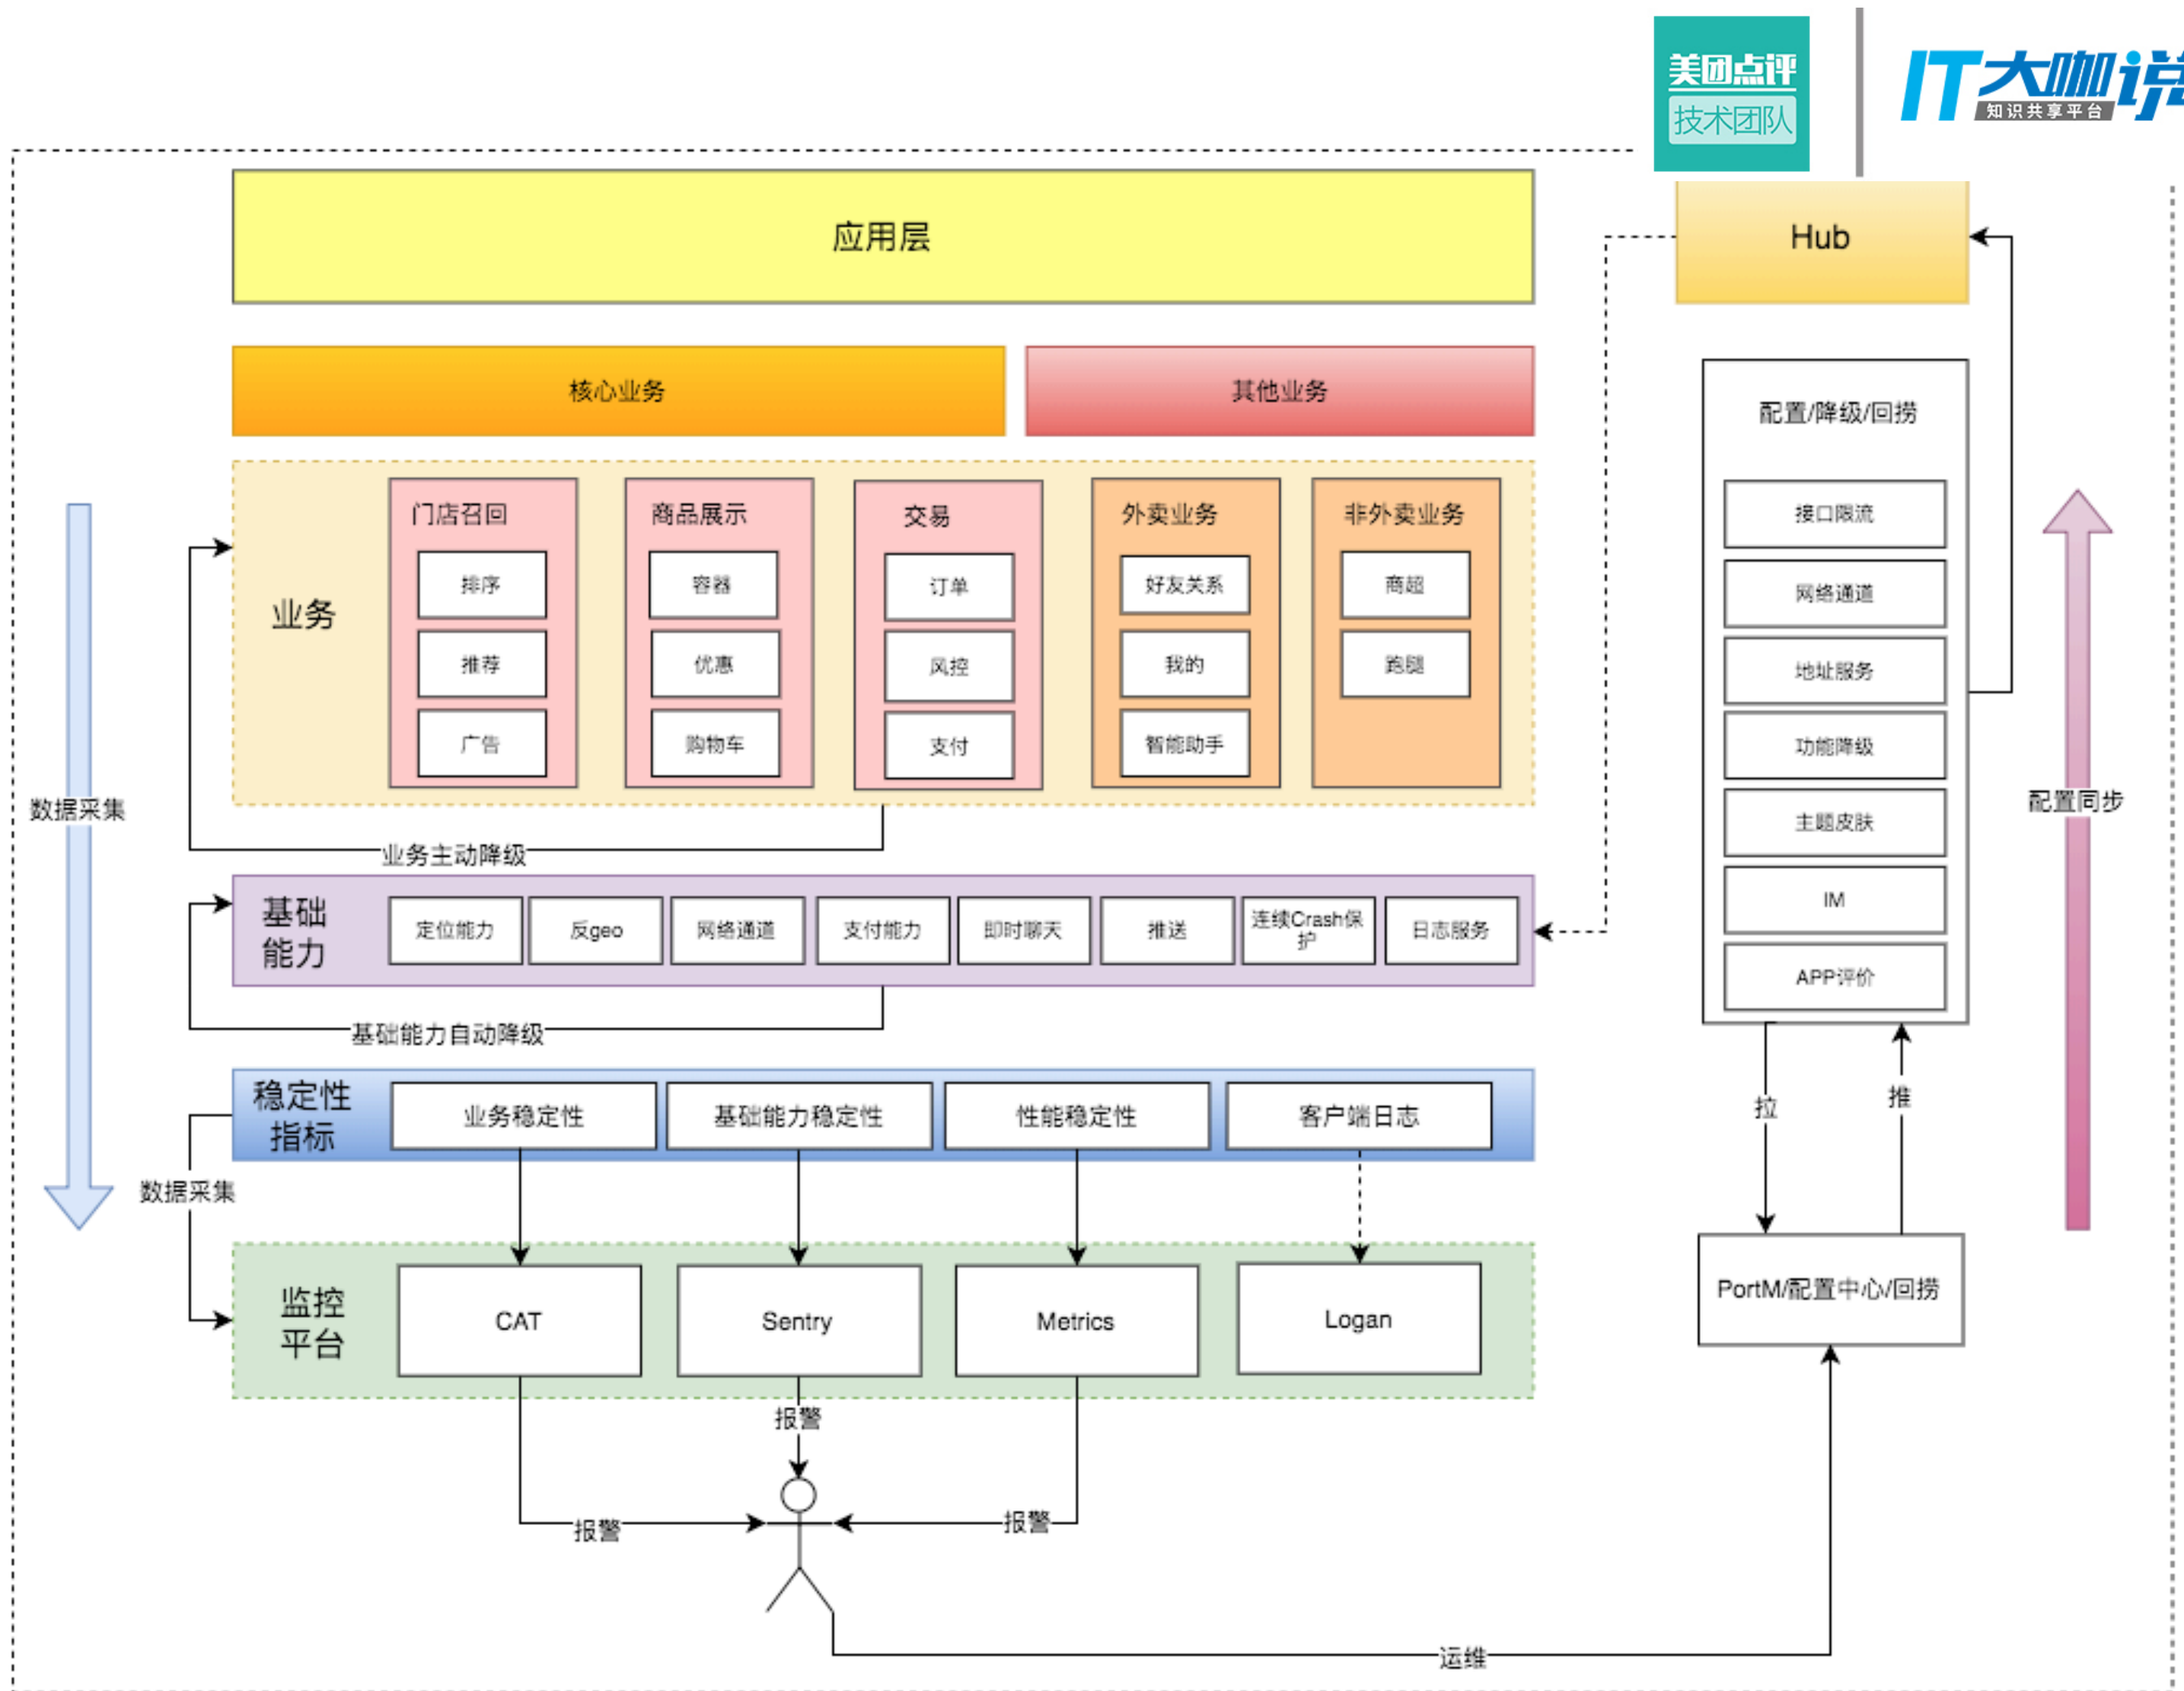 美团点评
技术团队
IT大咖说
知识共享平台
应用层
Hub
核心业务
其他业务
配置/降级/回捞
业务
门店召回
排序
推荐
广告
商品展示
容器
优惠
购物车
交易
订单
风控
支付
外卖业务
好友关系
我的
智能助手
非外卖业务
商超
跑腿
接口限流
网络通道
地址服务
功能降级
主题皮肤
IM
APP评价
数据采集
配置同步
业务主动降级
基础
能力
定位能力
反geo
网络通道
支付能力
即时聊天
推送
连续Crash保
护
日志服务
基础能力自动降级
稳定性
指标
业务稳定性
基础能力稳定性
性能稳定性
客户端日志
拉
推
数据采集
监控
平台
CAT
Sentry
Metrics
Logan
PortM/配置中心/回捞
报警
报警
报警
运维